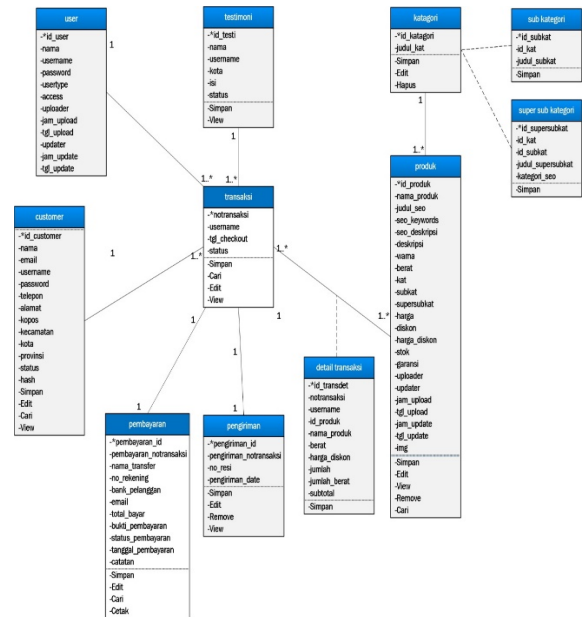 user
-*id_user
-nama
-username
-password
-usertype
-access
-uploader
-jam_upload
-tgl_upload
-updater
-jam_update
-tgl_update
1
1..*
testimoni
-*id_testi
-nama
-username
-kota
-isi
-status
-Simpan
-View
1
1..*
katagori
-*id_katagori
-judul_kat
-Simpan
-Edit
-Hapus
1
1..*
sub kategori
-*id_subkat
-id_kat
-judul_subkat
-Simpan
super sub kategori
-*id_supersubkat
-id_kat
-id_subkat
-judul_supersubkat
-kategori_seo
-Simpan
transaksi
-*notransaksi
-username
-tgl_checkout
-status
-Simpan
-Cari
-Edit
-View
1..*
1..*
1
1
1
customer
-*id_customer
-nama
-email
-username
-password
-telepon
-alamat
-kopos
-kecamatan
-kota
-provinsi
-status
-hash
-Simpan
-Edit
-Cari
-View
1
produk
-*id_produk
-nama_produk
-judul_seo
-seo_keywords
-seo_deskripsi
-deskripsi
-warna
-berat
-kat
-subkat
-supersubkat
-harga
-diskon
-harga_diskon
-stok
-garansi
-uploader
-updater
-jam_upload
-tgl_upload
-jam_update
-tgl_update
-img
-Simpan
-Edit
-View
-Remove
-Cari
1..*
detail transaksi
-*id_transdet
-notransaksi
-username
-id_produk
-nama_produk
-berat
-harga_diskon
-jumlah
-jumlah_berat
-subtotal
-Simpan
1
pembayaran
-*pembayaran_id
-pembayaran_notransaksi
-nama_transfer
-no_rekening
-bank_pelanggan
-email
-total_bayar
-bukti_pembayaran
-status_pembayaran
-tanggal_pembayaran
-catatan
-Simpan
-Edit
-Cari
-Cetak
1
pengiriman
-*pengiriman_id
-pengiriman_notransaksi
-no_resi
-pengiriman_date
-Simpan
-Edit
-Remove
-View
1